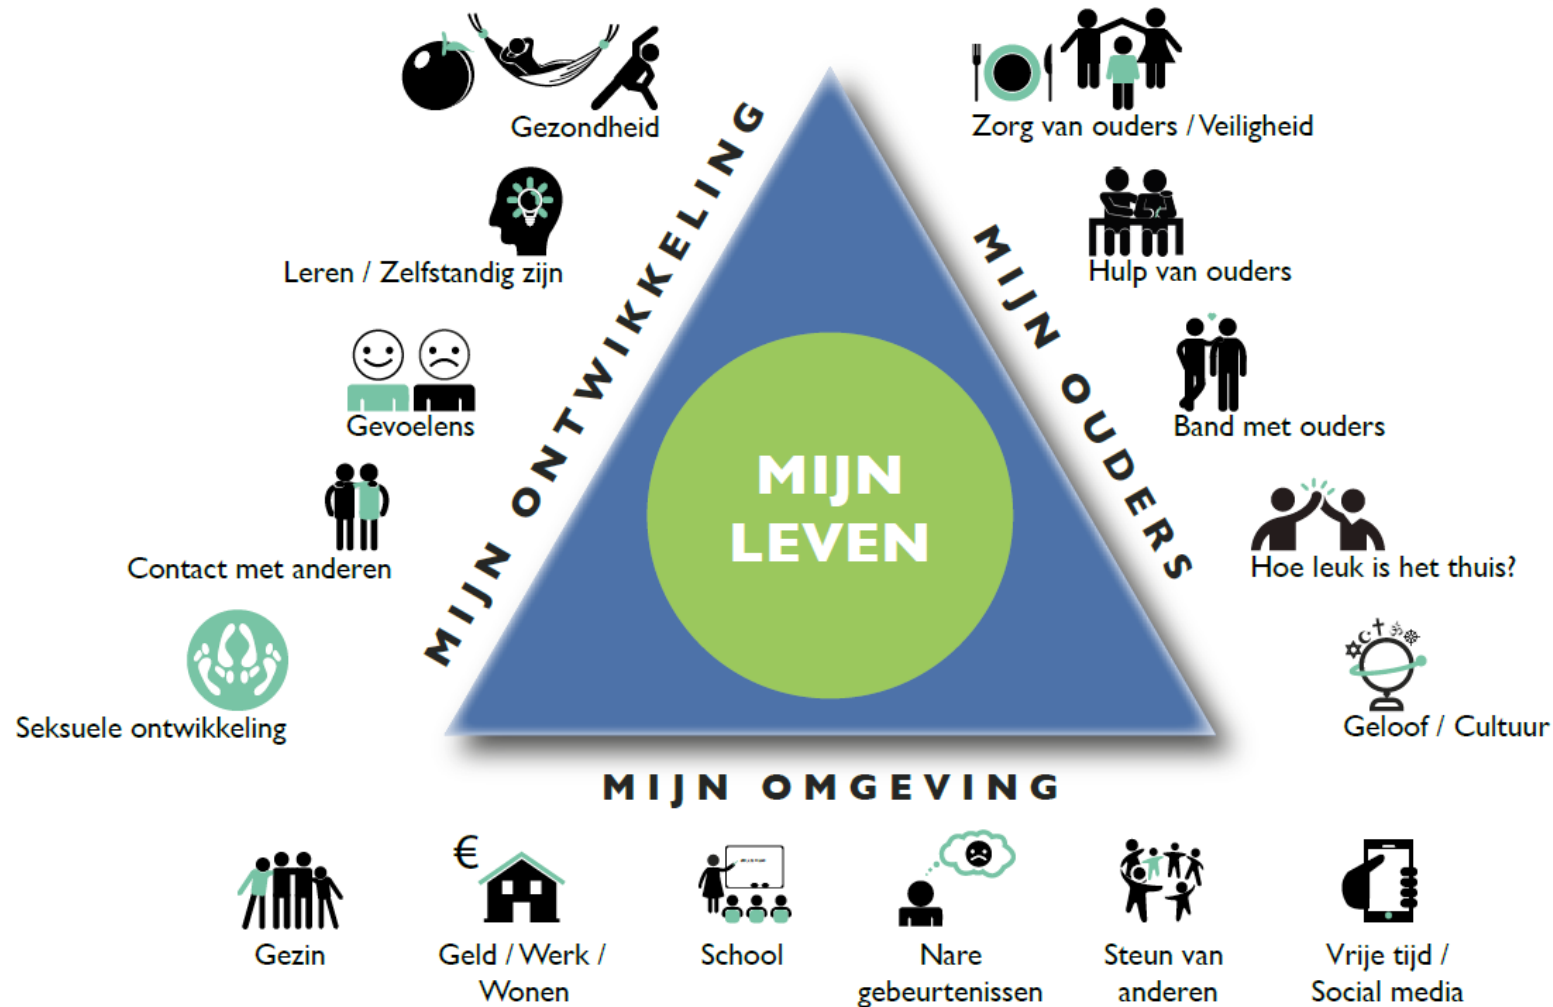 Gezondheid
Leren / Zelfstandig zijn
Gevoelens
Contact met anderen
Seksuele ontwikkeling
MIJN ONTWIKKELING
MIJN
LEVEN
MIJN OUDERS
Zorg van ouders / Veiligheid
Hulp van ouders
Band met ouders
Hoe leuk is het thuis?
Geloof / Cultuur
MIJN OMGEVING
€
Gezin
Geld / Werk /
Wonen
School
Nare
gebeurtenissen
Steun van
anderen
Vrije tijd /
Social media